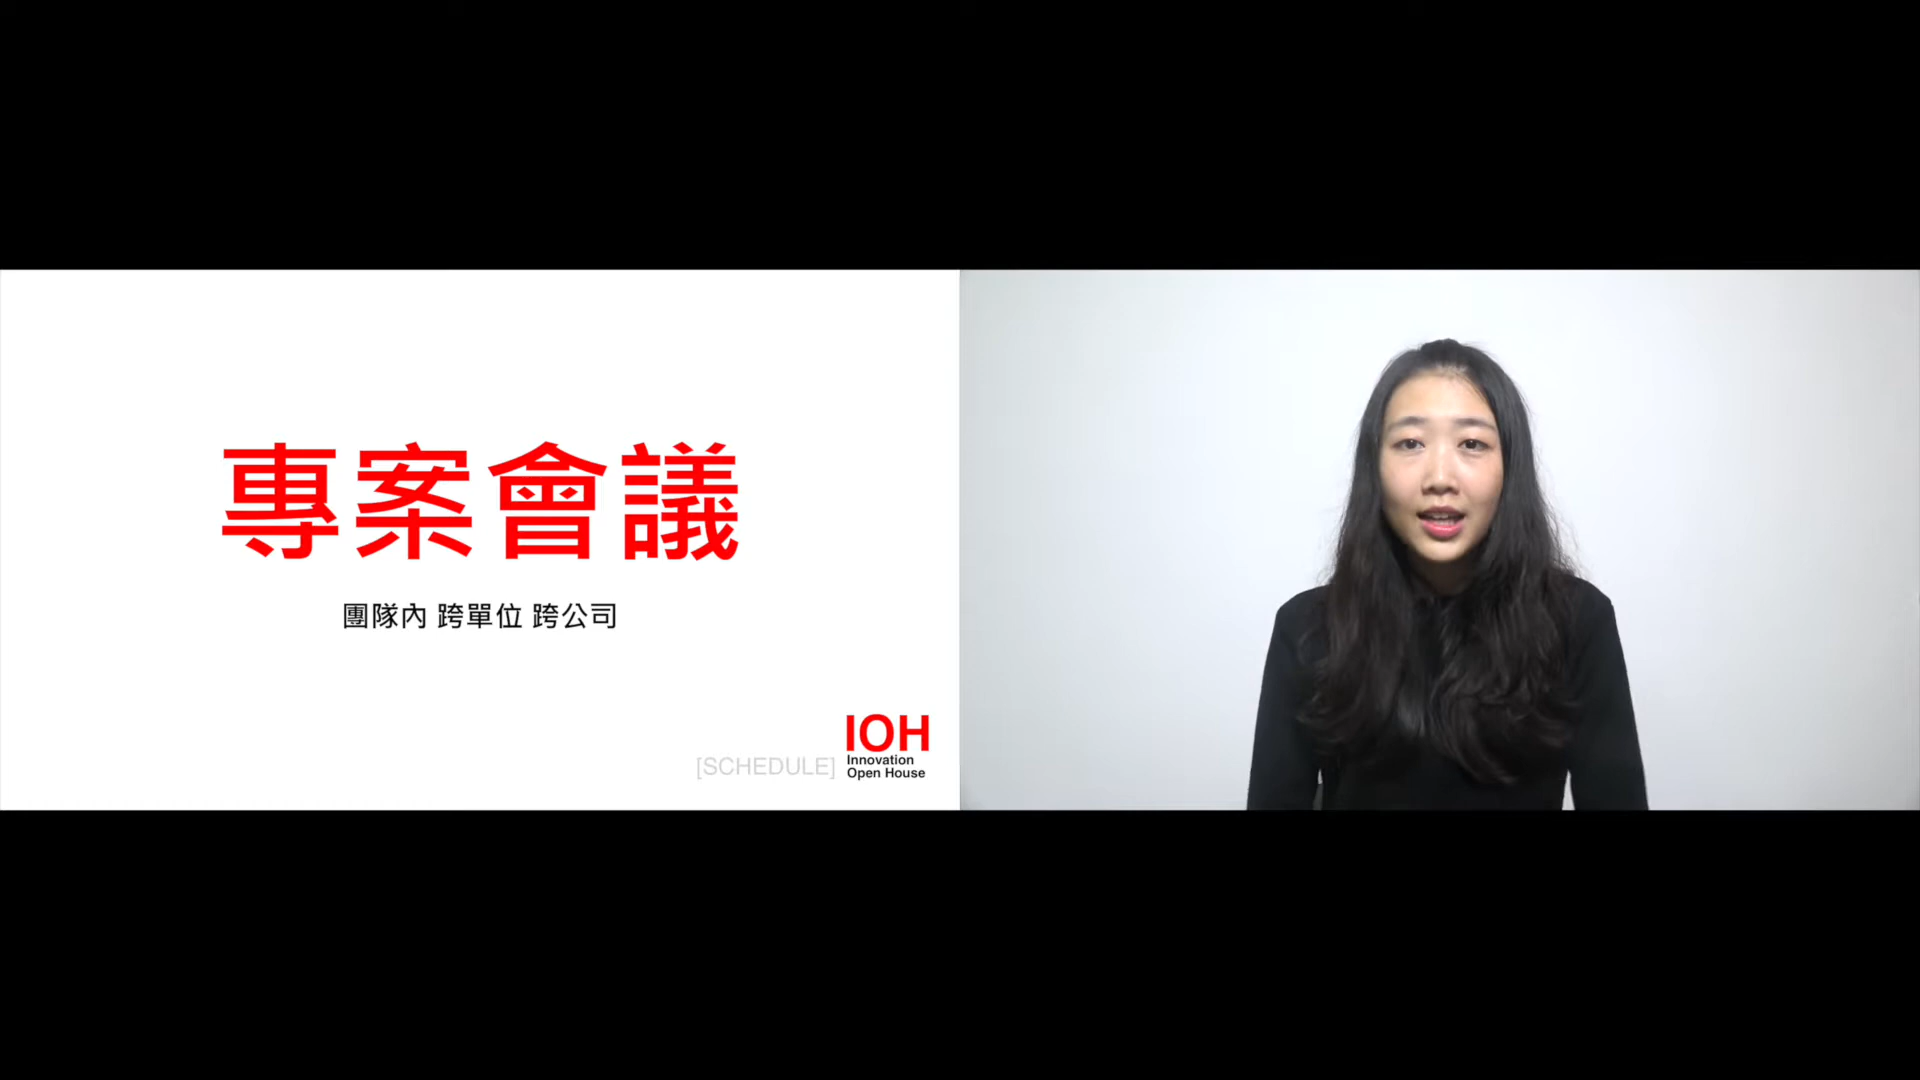 專案會議
團隊內 跨單位 跨公司
[SCHEDULE]
IOH
Innovation
Open House